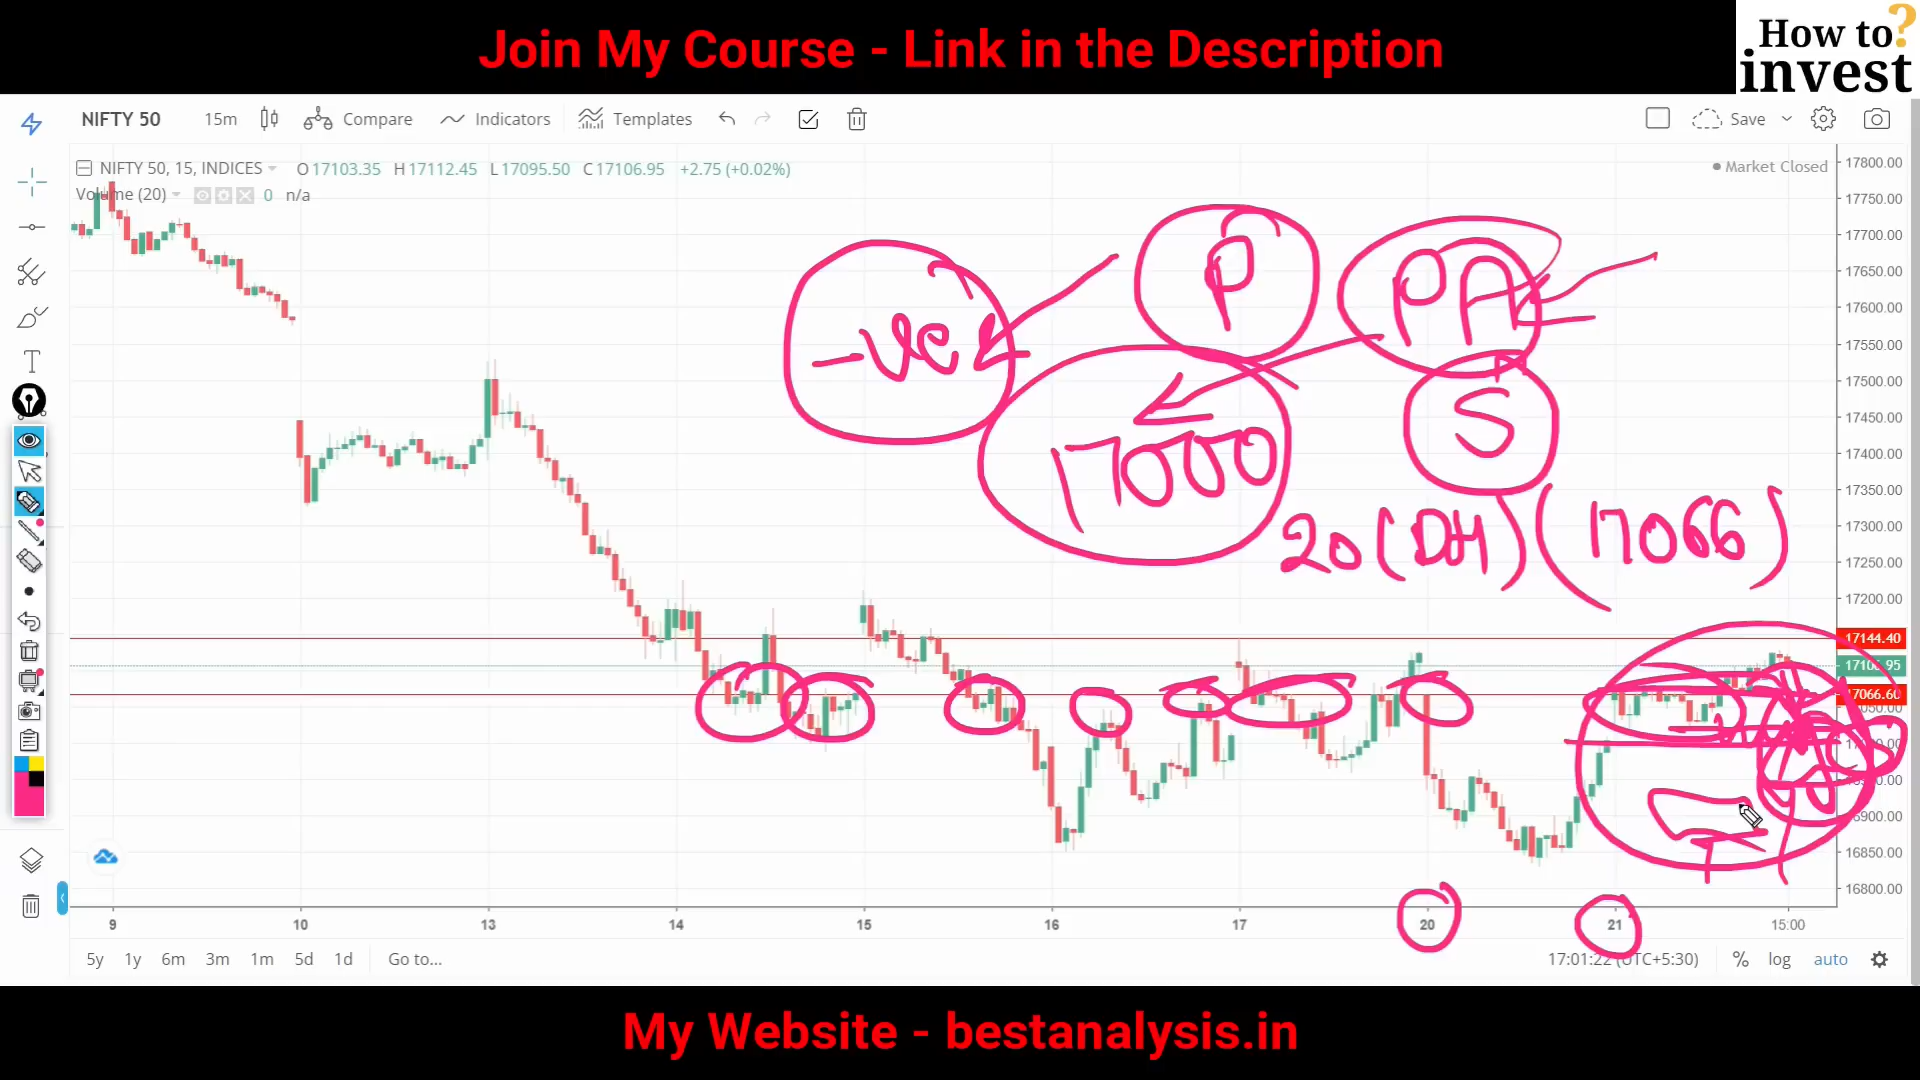 Join My Course - Link in the Description
How to?
invest
NIFTY 50 15m Compare Indicators Templates Save
NIFTY 50, 15, INDICES O17103.35 H17112.45 L17095.50 C17106.95 +2.75 (+0.02%)
Market Closed
Volume (20) 0 n/a
17800.00
17750.00
17700.00
17650.00
17600.00
17550.00
17500.00
17450.00
17400.00
17350.00
17300.00
17250.00
17200.00
17144.40
17106.95
17066.60
16900.00
16850.00
16800.00
P
PA
-ve
S
17000
20 (DH) (17066)
T
9 10 13 14 15 16 17 20 21 15:00
5y 1y 6m 3m 1m 5d 1d Go to... 17:01:22 (UTC+5:30) % log auto
My Website - bestanalysis.in